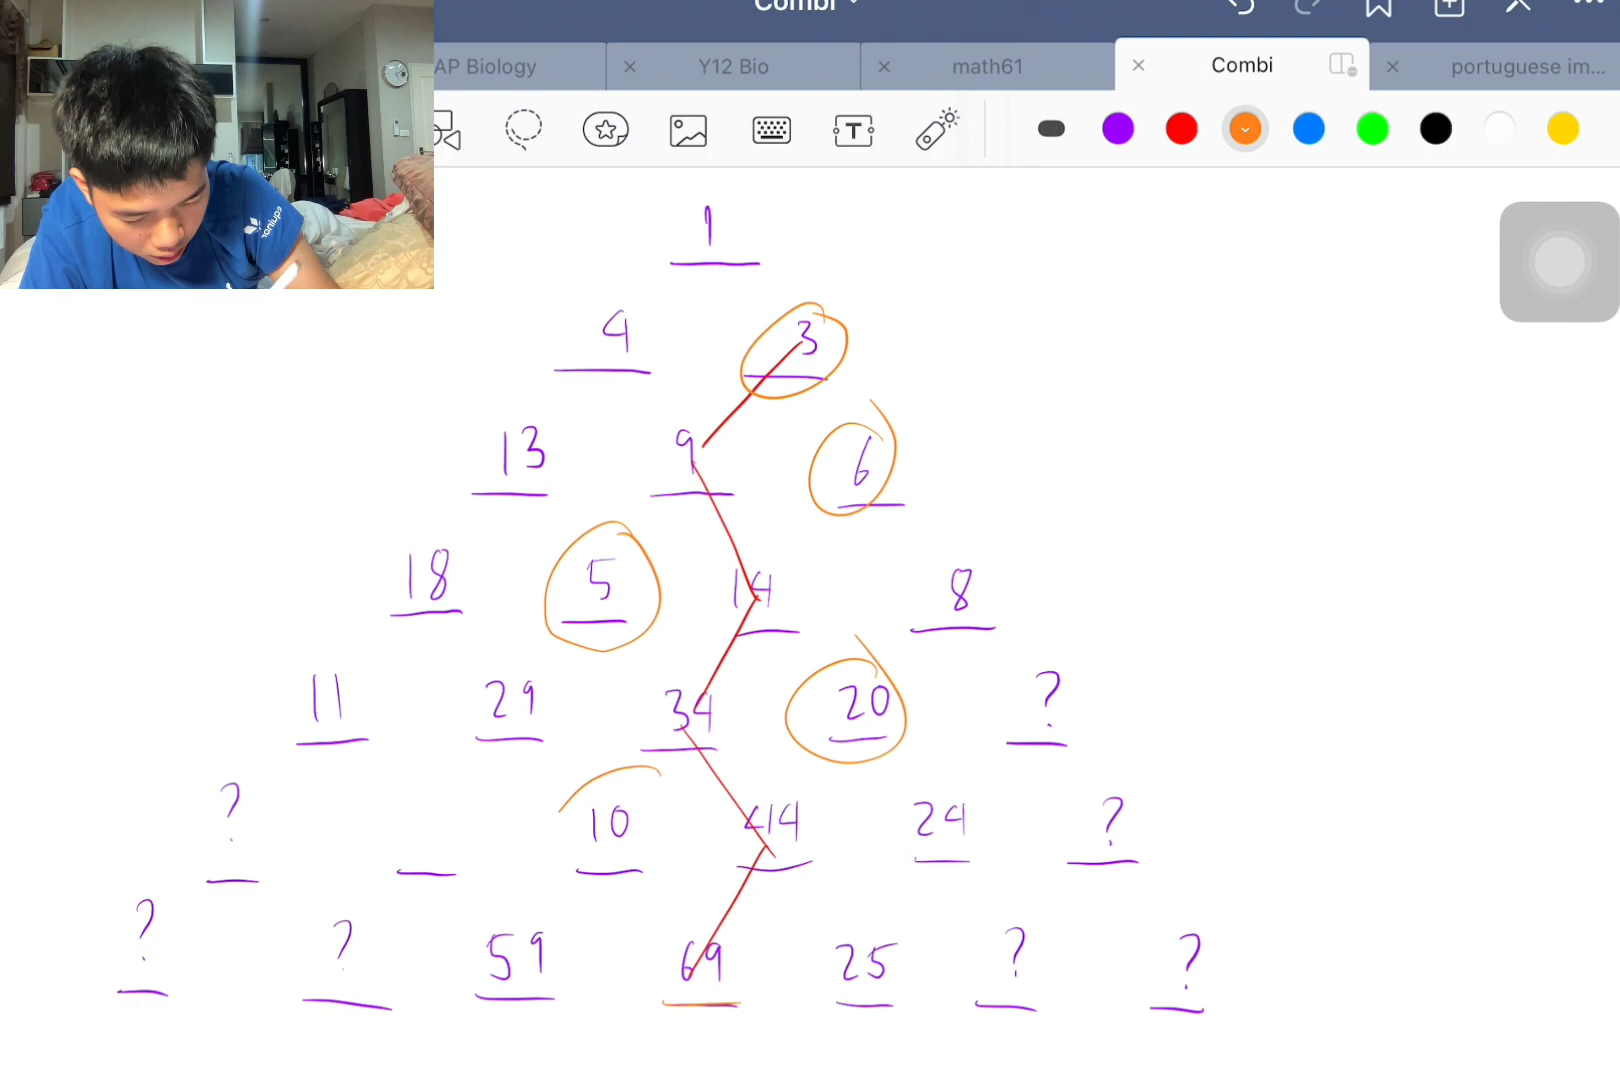 Combi
AP Biology
Y12 Bio
math61
Combi
portuguese im...
T
1
4 3
13 9 6
18 5 14 8
11 29 34 20 ?
? 10 44 24 ?
? ? 59 69 25 ? ?